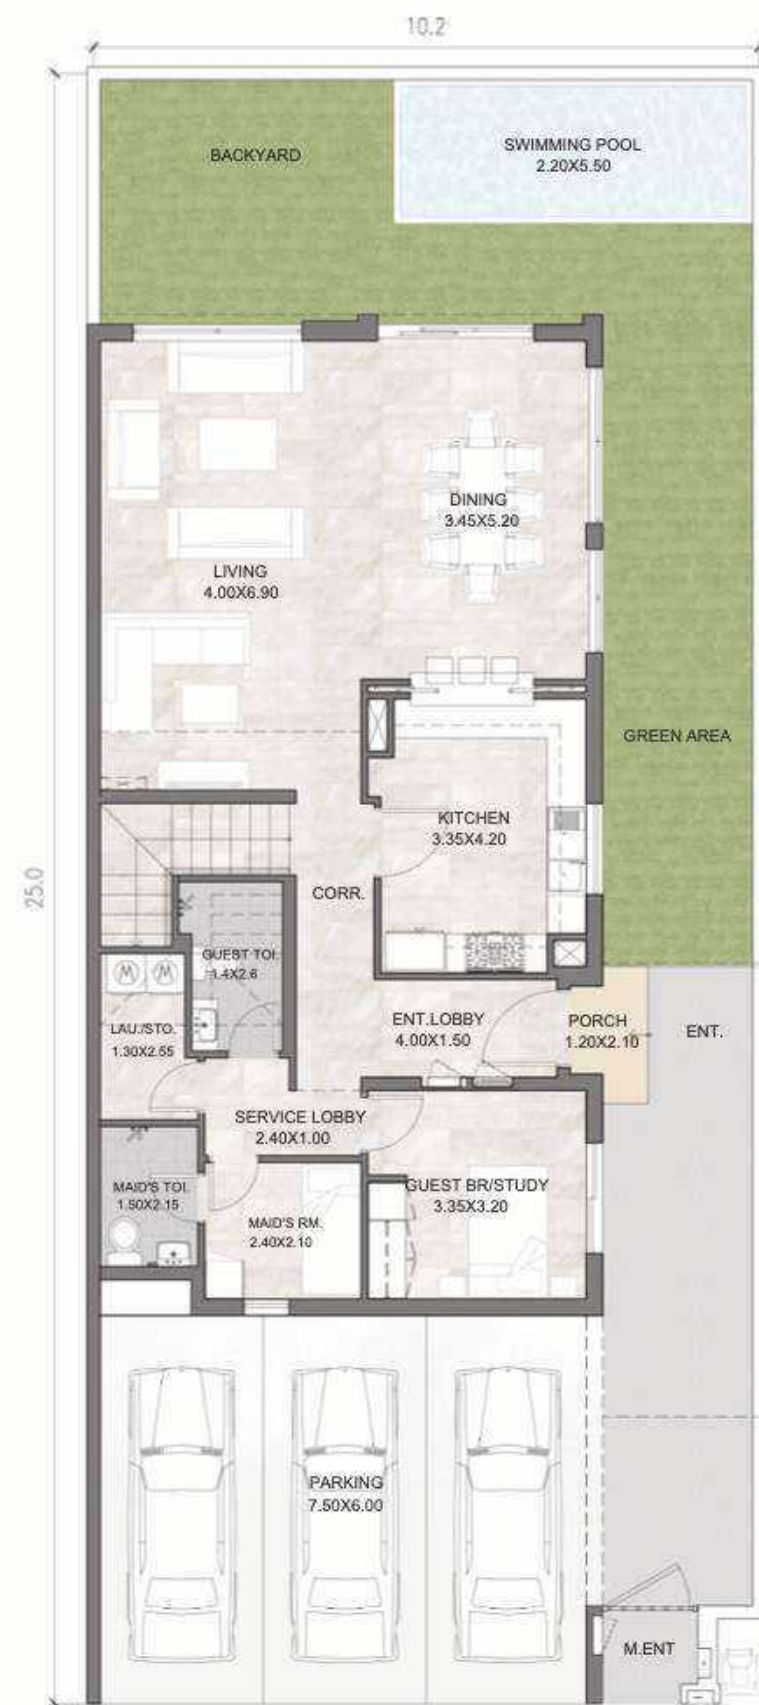 10.2
BACKYARD
SWIMMING POOL
2.20X5.50
DINING
3.45X5.20
LIVING
4.00X6.90
GREEN AREA
KITCHEN
3.35X4.20
25.0
CORR.
GUEST TOI.
1.4X2.6
LAU./STO.
1.30X2.55
ENT.LOBBY
4.00X1.50
PORCH
1.20X2.10
ENT.
SERVICE LOBBY
2.40X1.00
MAID'S TOI.
1.50X2.15
GUEST BR/STUDY
3.35X3.20
MAID'S RM.
2.40X2.10
PARKING
7.50X6.00
M.ENT